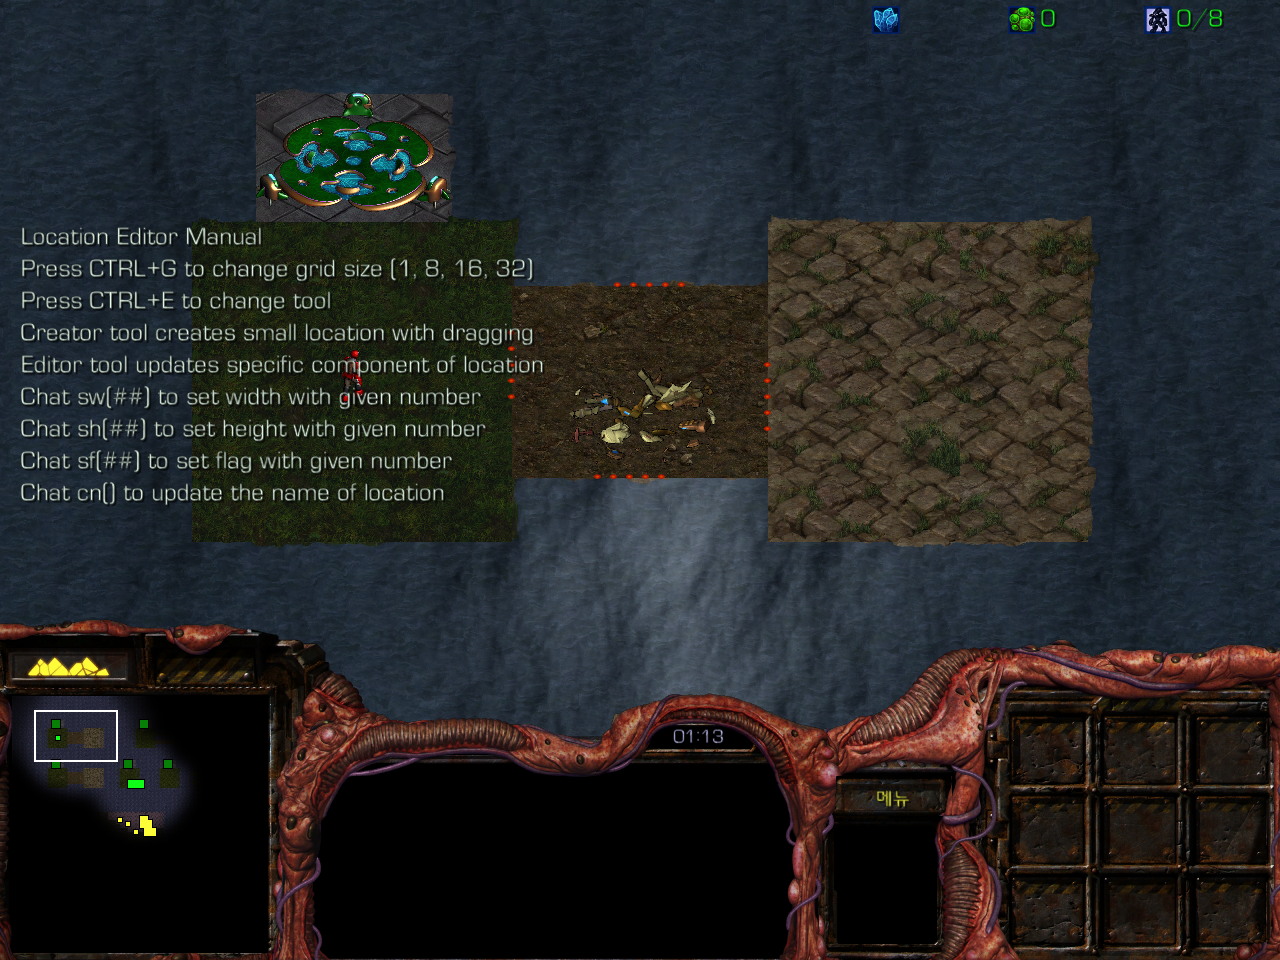 0
0/8
Location Editor Manual
Press CTRL+G to change grid size (1, 8, 16, 32)
Press CTRL+E to change tool
Creator tool creates small location with dragging
Editor tool updates specific component of location
Chat sw(##) to set width with given number
Chat sh(##) to set height with given number
Chat sf(##) to set flag with given number
Chat cn() to update the name of location
01:13
메뉴